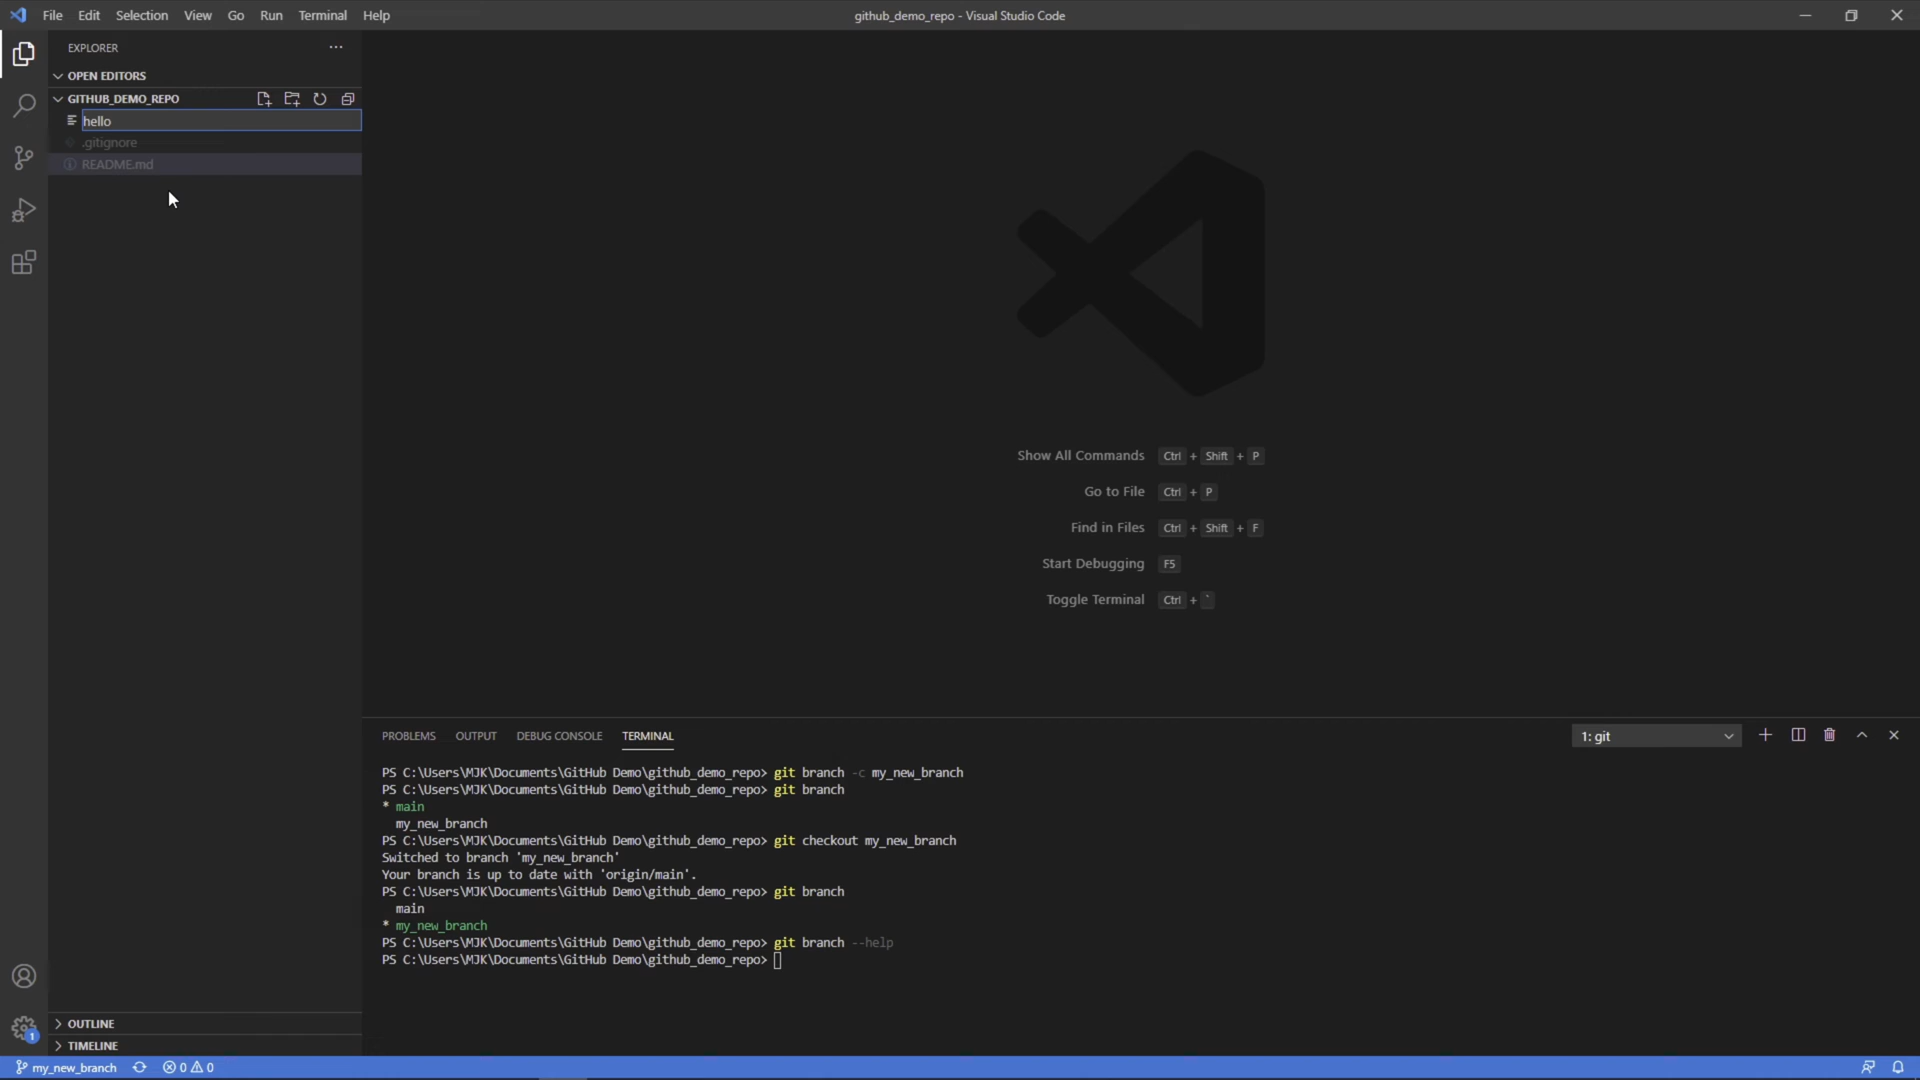 File Edit Selection View Go Run Terminal Help
github_demo_repo - Visual Studio Code
EXPLORER
OPEN EDITORS
GITHUB_DEMO_REPO
hello
.gitignore
README.md
Show All Commands Ctrl + Shift + P
Go to File Ctrl + P
Find in Files Ctrl + Shift + F
Start Debugging F5
Toggle Terminal Ctrl + `
PROBLEMS OUTPUT DEBUG CONSOLE TERMINAL
1: git
PS C:\Users\MJK\Documents\GitHub Demo\github_demo_repo> git branch -c my_new_branch
PS C:\Users\MJK\Documents\GitHub Demo\github_demo_repo> git branch
* main
my_new_branch
PS C:\Users\MJK\Documents\GitHub Demo\github_demo_repo> git checkout my_new_branch
Switched to branch 'my_new_branch'
Your branch is up to date with 'origin/main'.
PS C:\Users\MJK\Documents\GitHub Demo\github_demo_repo> git branch
main
* my_new_branch
PS C:\Users\MJK\Documents\GitHub Demo\github_demo_repo> git branch --help
PS C:\Users\MJK\Documents\GitHub Demo\github_demo_repo>
OUTLINE
1
TIMELINE
my_new_branch 0 0